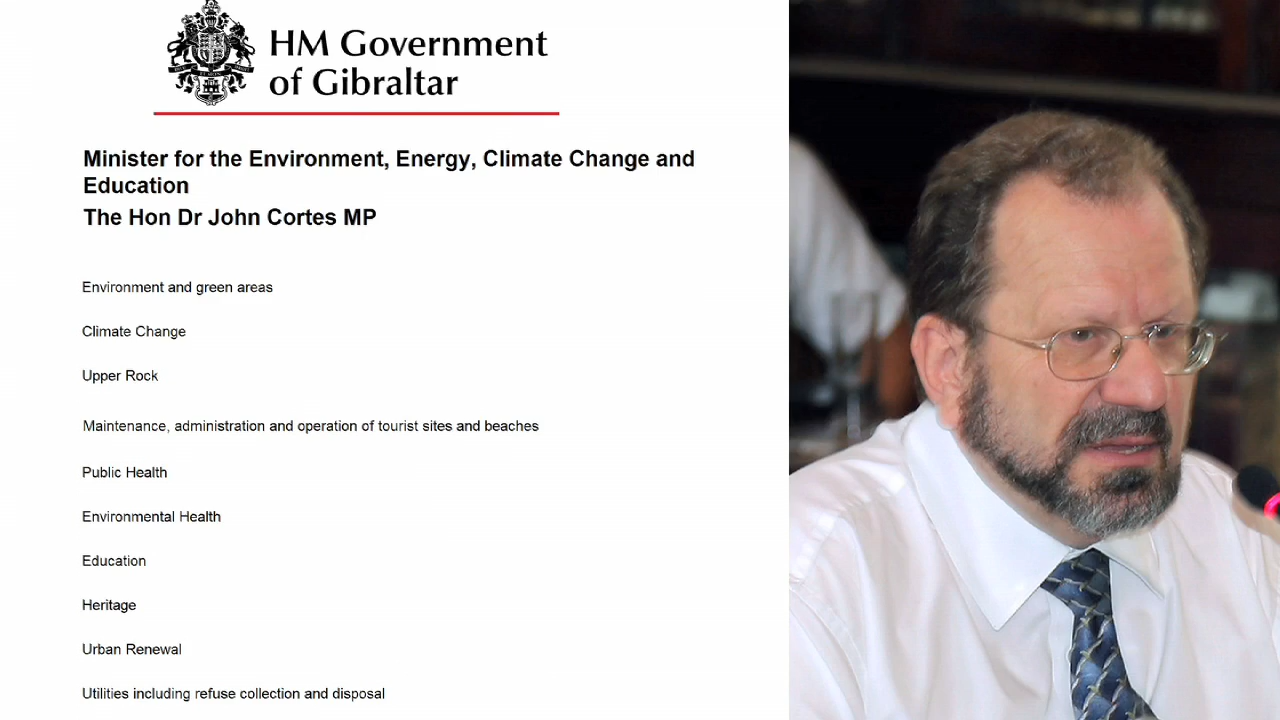 HM Government
of Gibraltar
Minister for the Environment, Energy, Climate Change and
Education
The Hon Dr John Cortes MP
Environment and green areas
Climate Change
Upper Rock
Maintenance, administration and operation of tourist sites and beaches
Public Health
Environmental Health
Education
Heritage
Urban Renewal
Utilities including refuse collection and disposal